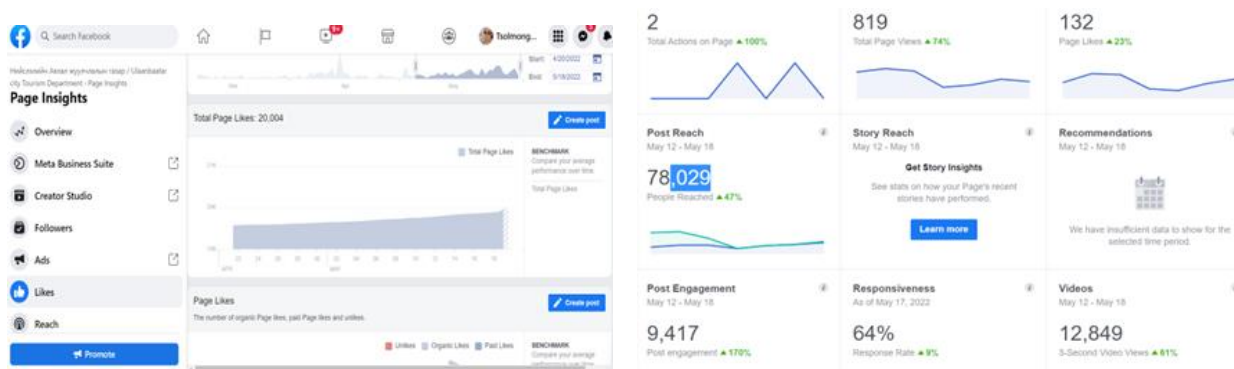 Search Facebook
9+
Tsolmong...
city Tourism Department - Page Insights
Page Insights
Overview
Meta Business Suite
Creator Studio
Followers
Ads
Likes
Reach
Promote
Start: 4/20/2022
End: 5/18/2022
Total Page Likes: 20,004
Create post
Total Page Likes
BENCHMARK
Compare your average
performance over time
Total Page Likes
Page Likes
Create post
The number of organic Page likes, paid Page likes and unlikes.
Unlikes
Organic Likes
Paid Likes
BENCHMARK
Compare your average
2
Total Actions on Page ▲ 100%
819
Total Page Views ▲ 74%
132
Page Likes ▲ 23%
Post Reach
May 12 - May 18
78,029
People Reached ▲ 47%
Story Reach
May 12 - May 18
Get Story Insights
See stats on how your Page's recent
stories have performed.
Learn more
Recommendations
May 12 - May 18
We have insufficient data to show for the
selected time period.
Post Engagement
May 12 - May 18
9,417
Post engagement ▲ 170%
Responsiveness
As of May 17, 2022
64%
Response Rate ▲ 9%
Videos
May 12 - May 18
12,849
3-Second Video Views ▲ 61%